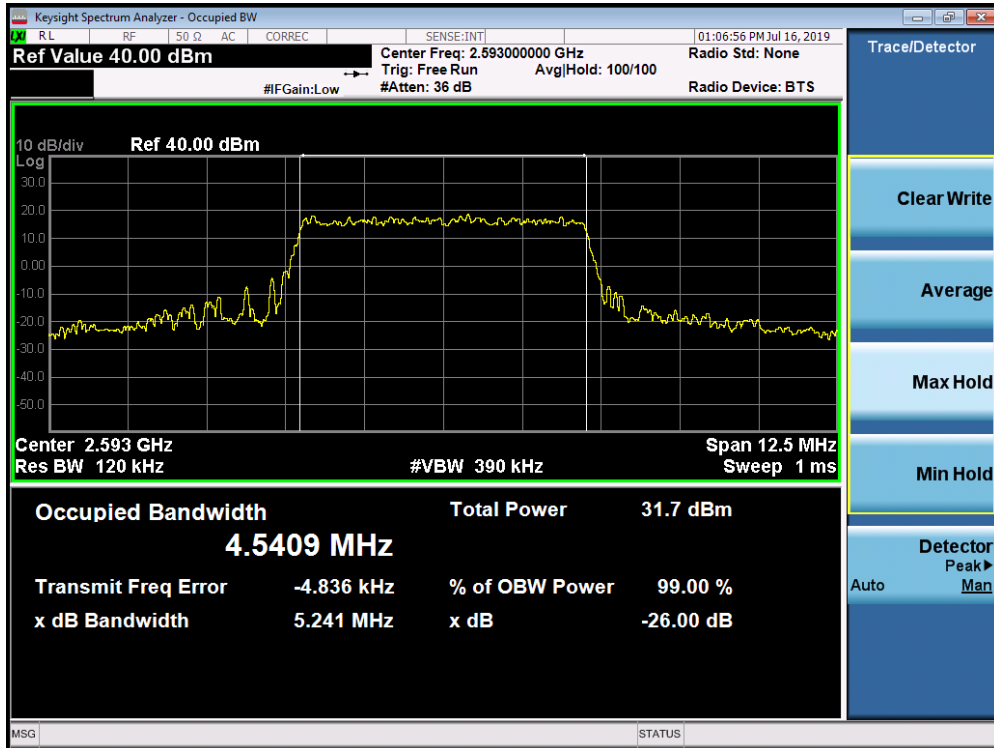 Keysight Spectrum Analyzer - Occupied BW
LXI RL RF 50 Ω AC CORREC SENSE:INT 01:06:56 PM Jul 16, 2019
Ref Value 40.00 dBm
Center Freq: 2.593000000 GHz
Radio Std: None
Trig: Free Run Avg|Hold: 100/100
#IFGain:Low
#Atten: 36 dB
Radio Device: BTS
10 dB/div Ref 40.00 dBm
Log
30.0
20.0
10.0
0.00
-10.0
-20.0
-30.0
-40.0
-50.0
Center 2.593 GHz Span 12.5 MHz
Res BW 120 kHz #VBW 390 kHz Sweep 1 ms
Occupied Bandwidth Total Power 31.7 dBm
4.5409 MHz
Transmit Freq Error -4.836 kHz % of OBW Power 99.00 %
x dB Bandwidth 5.241 MHz x dB -26.00 dB
MSG STATUS
Trace/Detector
Clear Write
Average
Max Hold
Min Hold
Detector
Peak▶
Auto Man